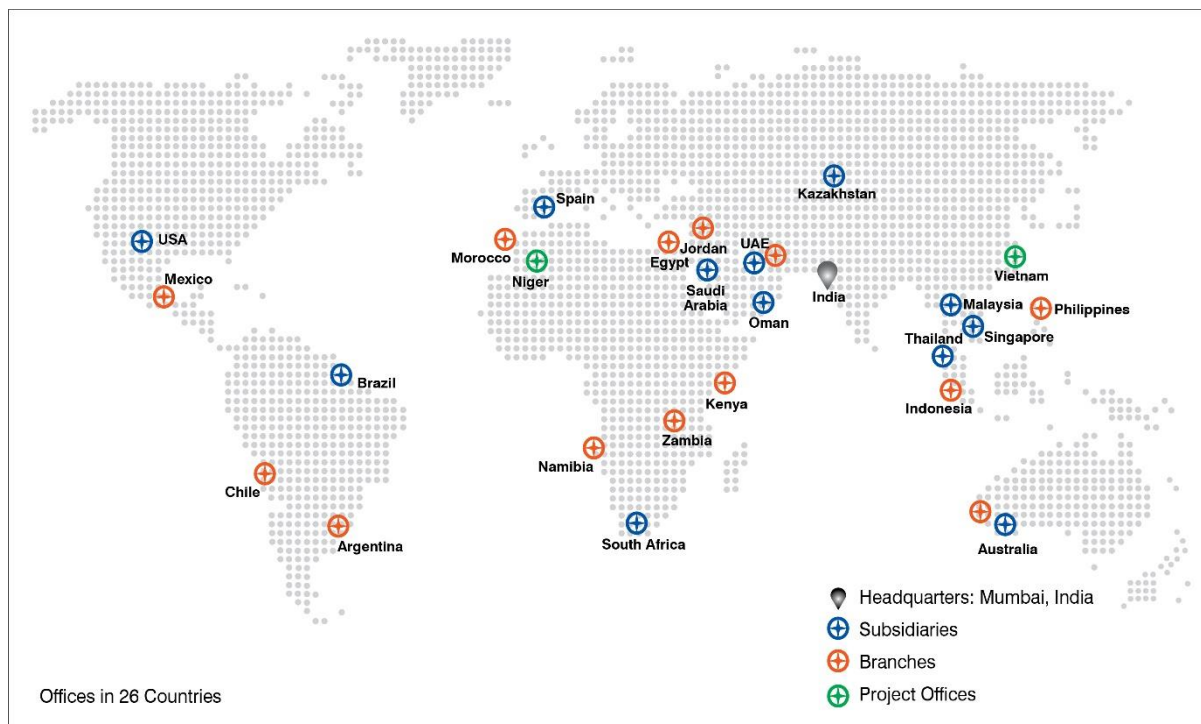 Kazakhstan
Spain
USA
Morocco
Jordan
UAE
Egypt
Niger
Vietnam
Mexico
Saudi
Arabia
India
Malaysia
Philippines
Oman
Singapore
Thailand
Brazil
Kenya
Indonesia
Zambia
Namibia
Chile
Argentina
South Africa
Australia
Headquarters: Mumbai, India
Subsidiaries
Branches
Project Offices
Offices in 26 Countries